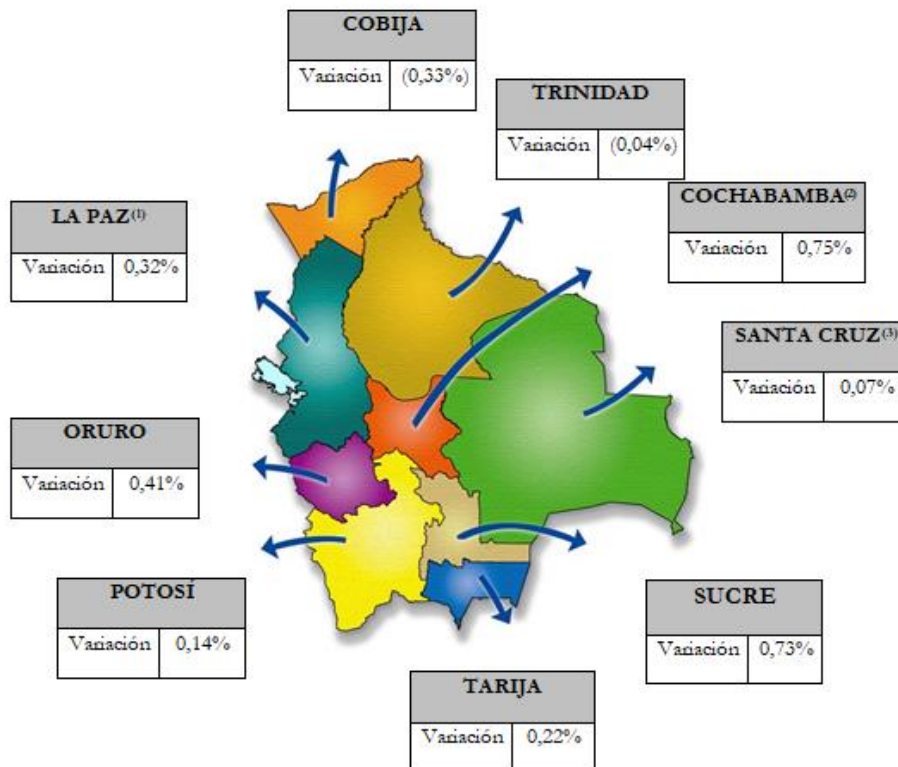 COBIJA
Variación (0,33%)
TRINIDAD
Variación (0,04%)
LA PAZ(1)
Variación 0,32%
COCHABAMBA(2)
Variación 0,75%
SANTA CRUZ(3)
Variación 0,07%
ORURO
Variación 0,41%
POTOSÍ
Variación 0,14%
SUCRE
Variación 0,73%
TARIJA
Variación 0,22%